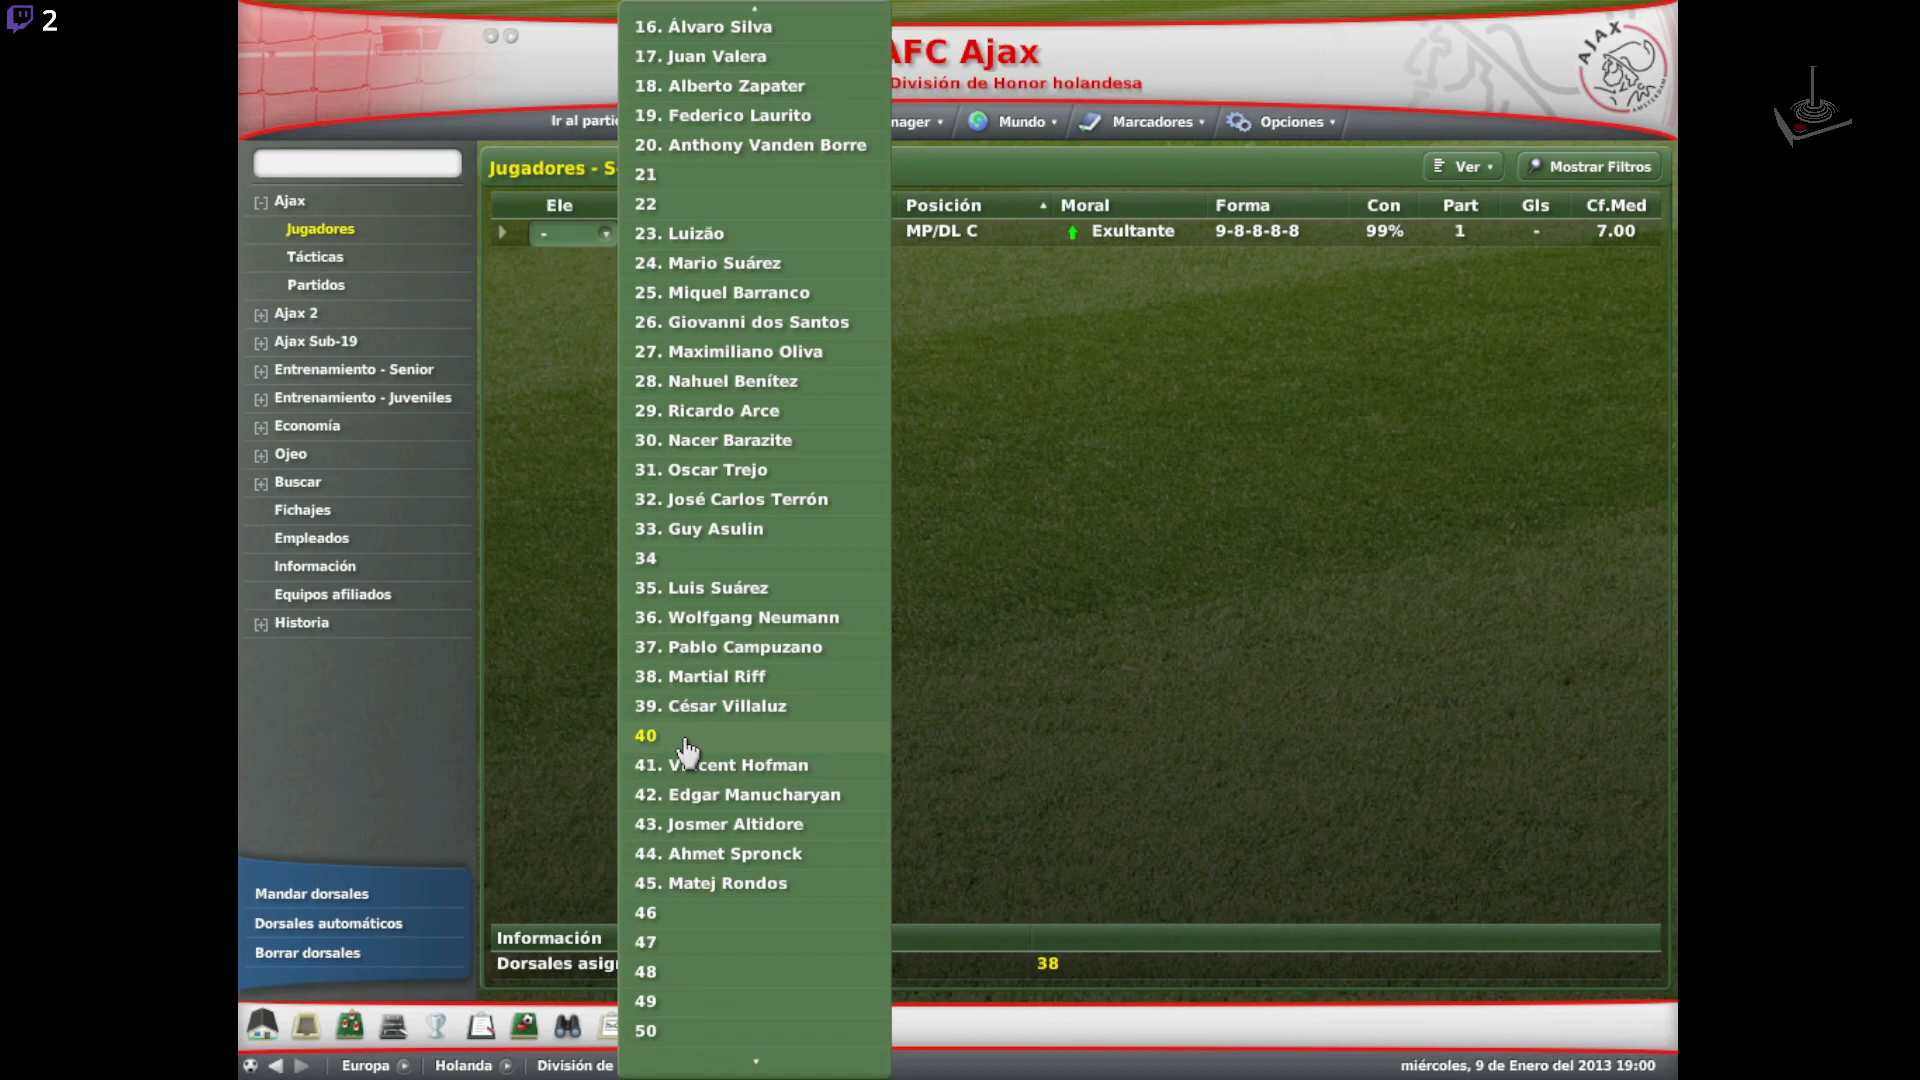 2
AFC Ajax
División de Honor holandesa
AJAX
AMSTERDAM
Ir al parti
nager
Mundo
Marcadores
Opciones
Jugadores - S
Ver
Mostrar Filtros
Ele
Posición
Moral
Forma
Con
Part
Gls
Cf.Med
-
MP/DL C
Exultante
9-8-8-8-8
99%
1
-
7.00
[-] Ajax
Jugadores
Tácticas
Partidos
[+] Ajax 2
[+] Ajax Sub-19
[+] Entrenamiento - Senior
[+] Entrenamiento - Juveniles
[+] Economía
[+] Ojeo
[+] Buscar
Fichajes
Empleados
Información
Equipos afiliados
[+] Historia
Mandar dorsales
Dorsales automáticos
Borrar dorsales
16. Álvaro Silva
17. Juan Valera
18. Alberto Zapater
19. Federico Laurito
20. Anthony Vanden Borre
21
22
23. Luizão
24. Mario Suárez
25. Miquel Barranco
26. Giovanni dos Santos
27. Maximiliano Oliva
28. Nahuel Benítez
29. Ricardo Arce
30. Nacer Barazite
31. Oscar Trejo
32. José Carlos Terrón
33. Guy Asulin
34
35. Luis Suárez
36. Wolfgang Neumann
37. Pablo Campuzano
38. Martial Riff
39. César Villaluz
40
41. Vincent Hofman
42. Edgar Manucharyan
43. Josmer Altidore
44. Ahmet Spronck
45. Matej Rondos
46
47
48
49
50
Información
Dorsales asig
38
Europa
Holanda
División de
miércoles, 9 de Enero del 2013 19:00